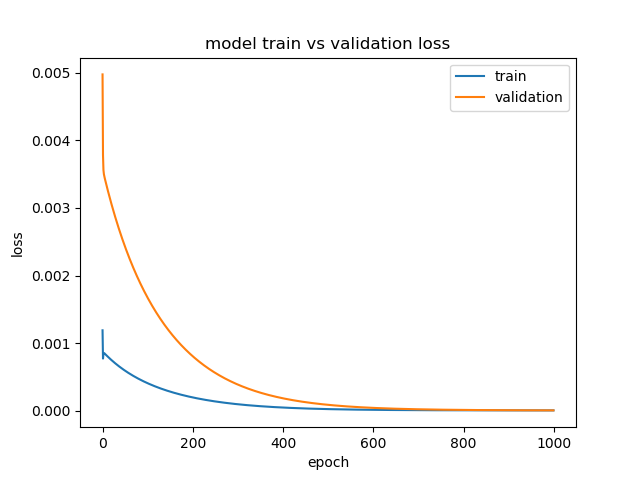 model train vs validation loss
train
validation
loss
0.005
0.004
0.003
0.002
0.001
0.000
0 200 400 600 800 1000
epoch